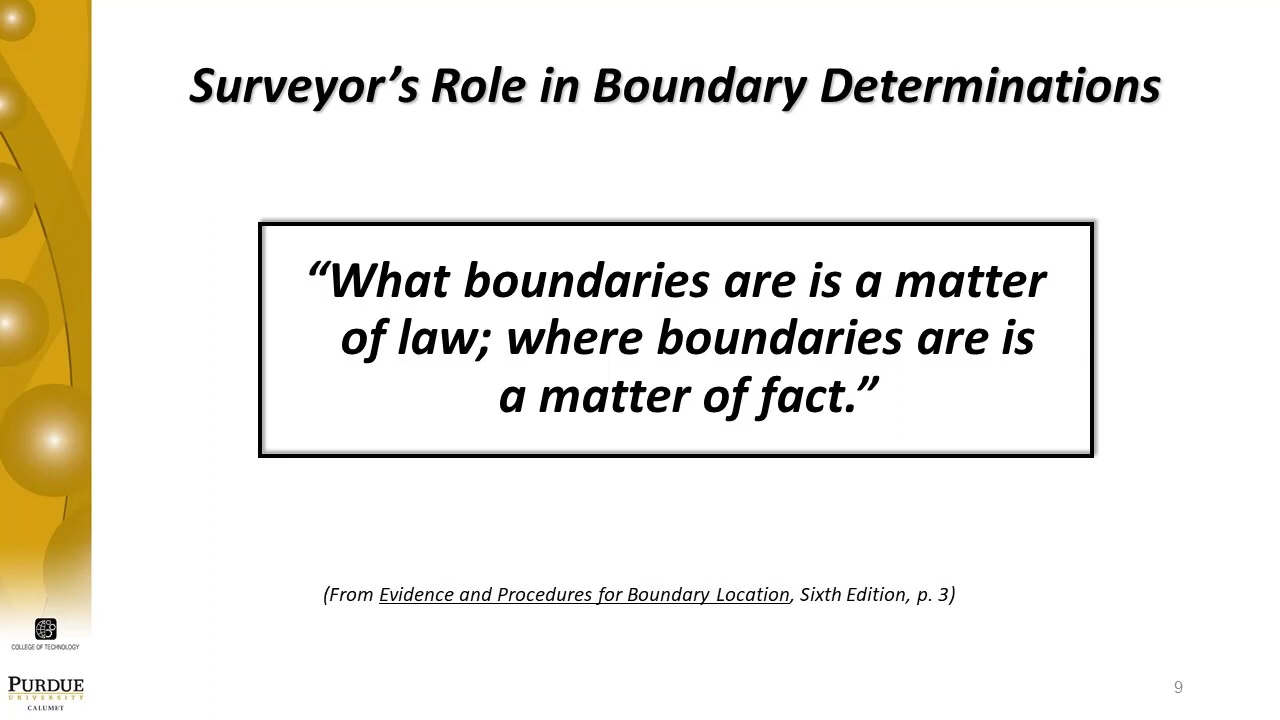 Surveyor’s Role in Boundary Determinations
“What boundaries are is a matter
of law; where boundaries are is
a matter of fact.”
(From Evidence and Procedures for Boundary Location, Sixth Edition, p. 3)
COLLEGE OF TECHNOLOGY
PURDUE
UNIVERSITY
CALUMET
9